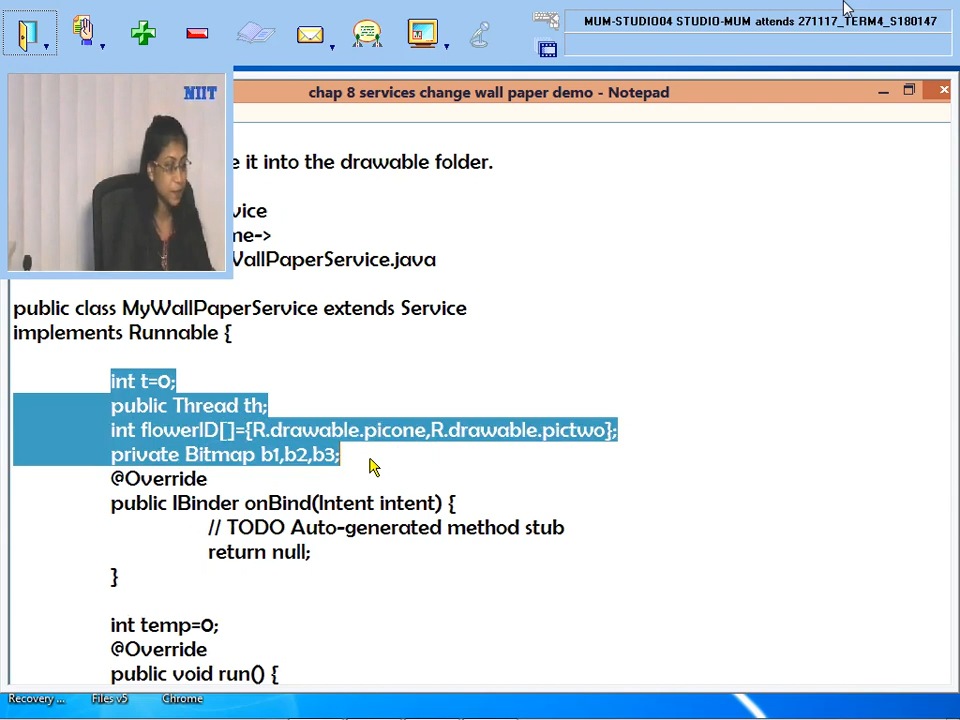 MUM-STUDIO04 STUDIO-MUM attends 271117_TERM4_S180147
NIIT
chap 8 services change wall paper demo - Notepad
e it into the drawable folder.
vice
me->
WallPaperService.java
public class MyWallPaperService extends Service
implements Runnable {
int t=0;
public Thread th;
int flowerID[]={R.drawable.picone,R.drawable.pictwo};
private Bitmap b1,b2,b3;
@Override
public IBinder onBind(Intent intent) {
// TODO Auto-generated method stub
return null;
}
int temp=0;
@Override
public void run() {
Recovery ...
Files v5
Chrome